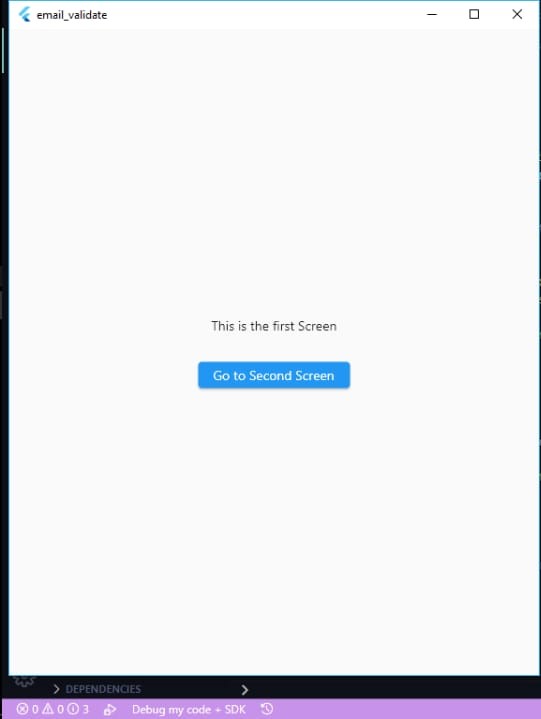 email_validate
This is the first Screen
Go to Second Screen
DEPENDENCIES
0 0 3 Debug my code + SDK